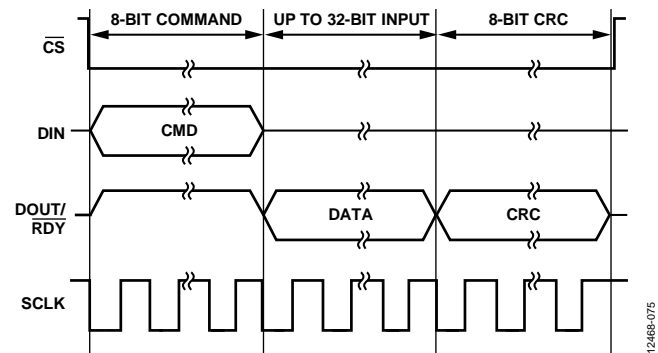 8-BIT COMMAND
UP TO 32-BIT INPUT
8-BIT CRC
CS
DIN
CMD
DOUT/
RDY
DATA
CRC
SCLK
12468-075